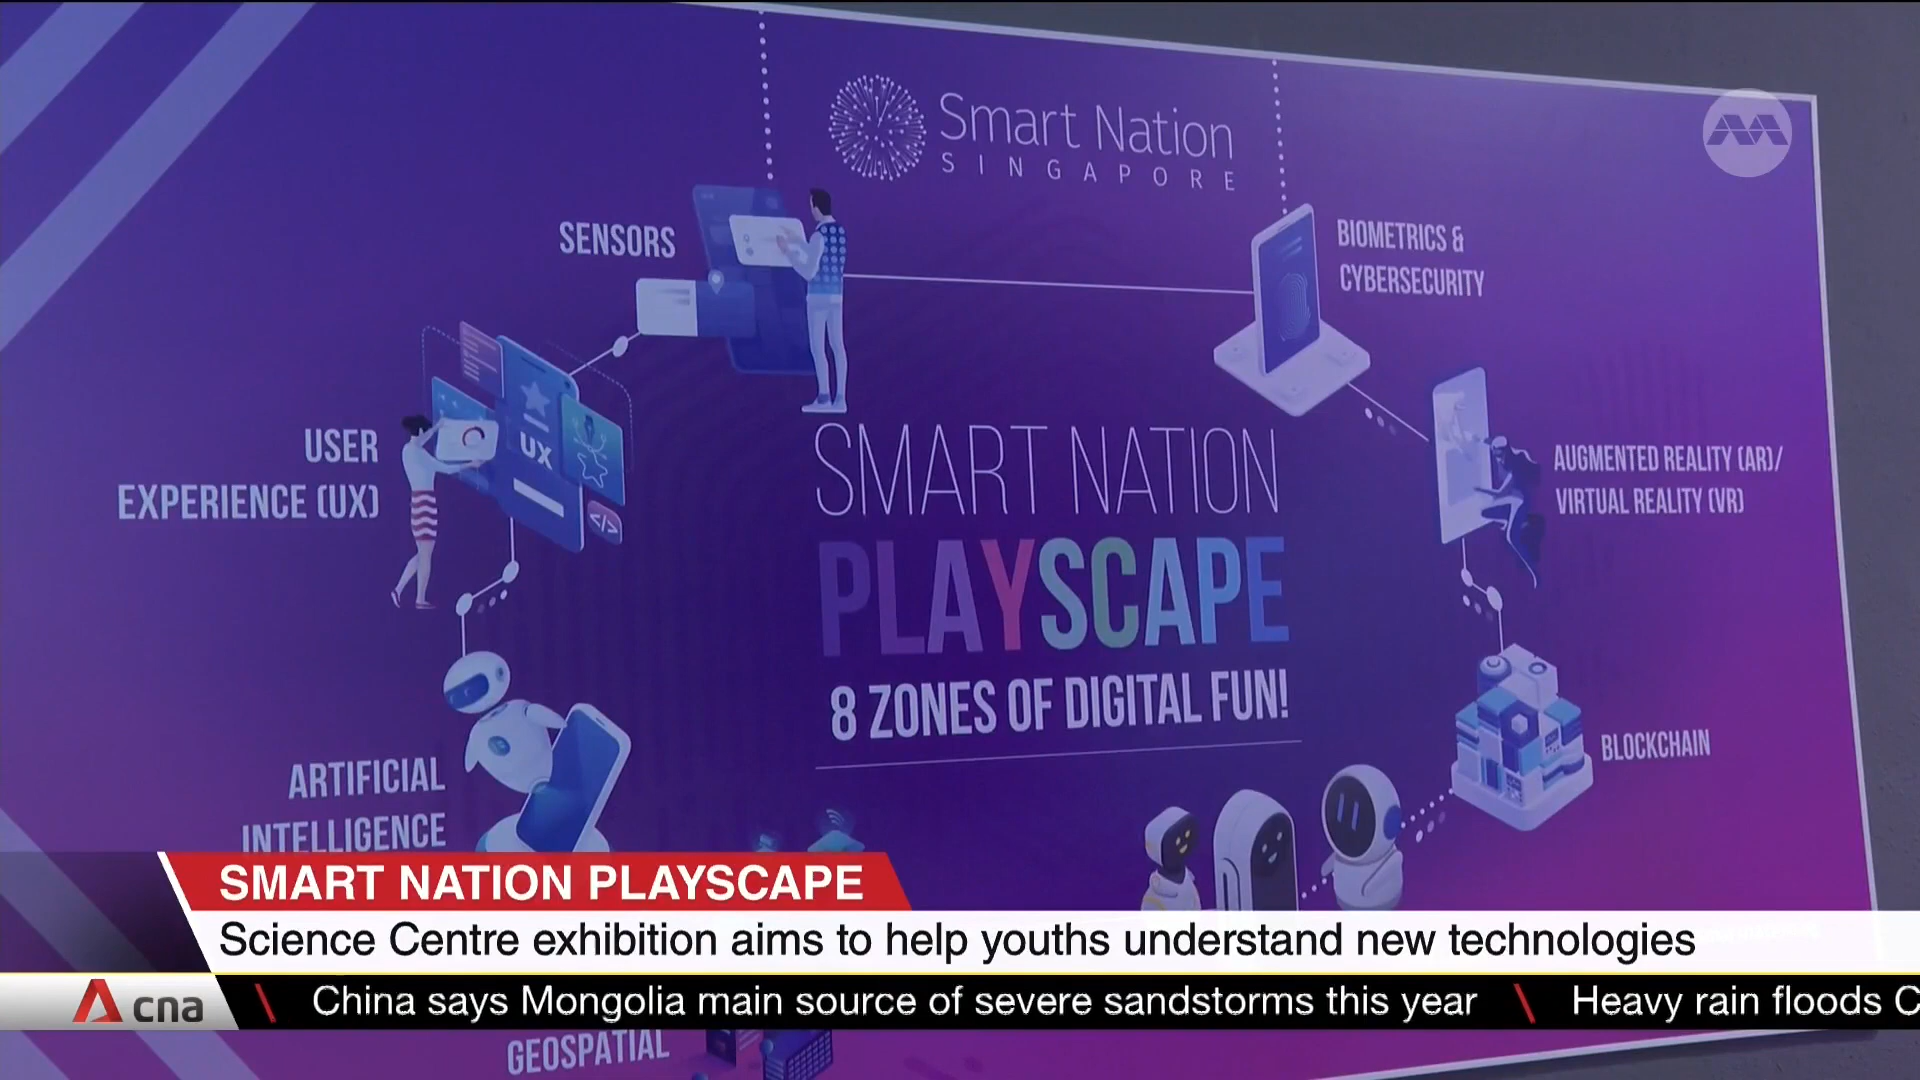 Smart Nation
SINGAPORE
SENSORS
BIOMETRICS &
CYBERSECURITY
USER
EXPERIENCE (UX)
UX
</>
AUGMENTED REALITY (AR)/
VIRTUAL REALITY (VR)
SMART NATION
PLAYSCAPE
8 ZONES OF DIGITAL FUN!
BLOCKCHAIN
ARTIFICIAL
INTELLIGENCE
SMART NATION PLAYSCAPE
Science Centre exhibition aims to help youths understand new technologies
cna
China says Mongolia main source of severe sandstorms this year \ Heavy rain floods C
GEOSPATIAL